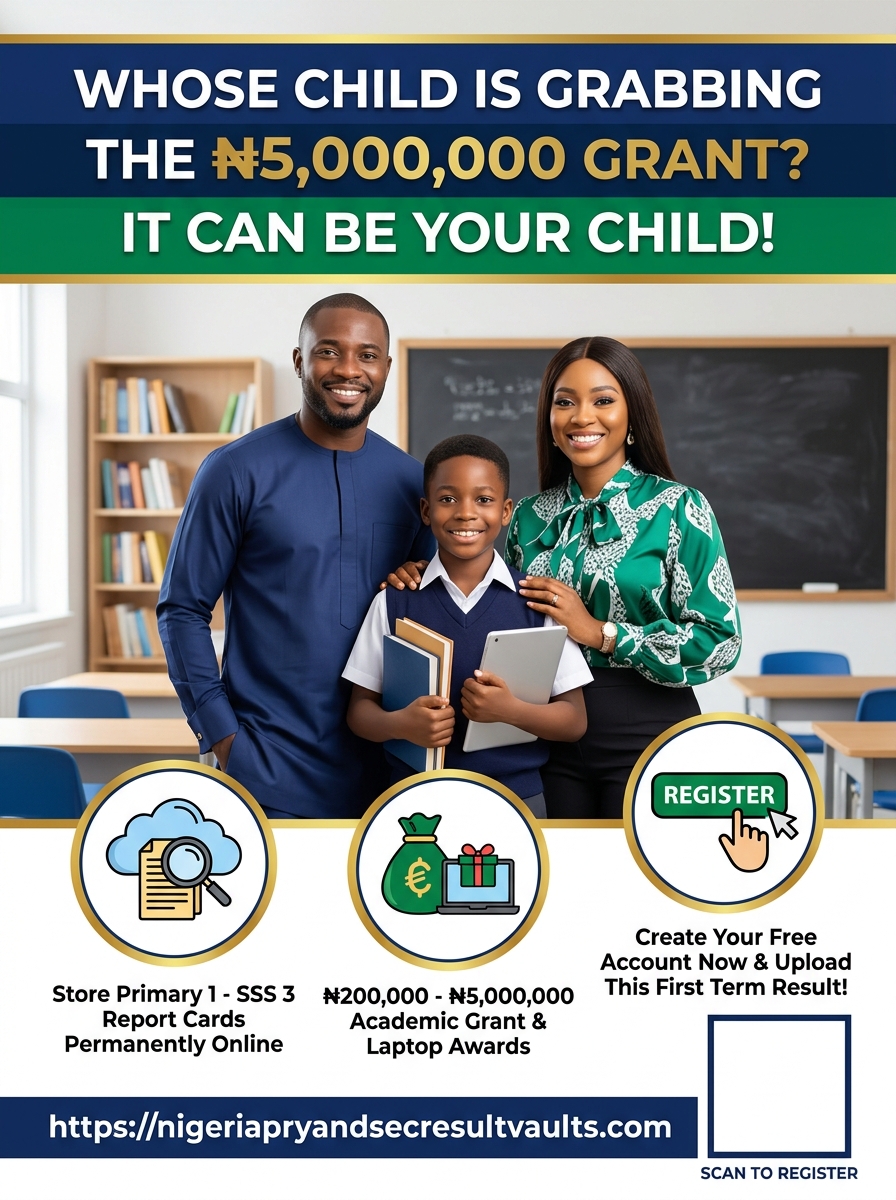 WHOSE CHILD IS GRABBING
THE ₦5,000,000 GRANT?
IT CAN BE YOUR CHILD!
REGISTER
Store Primary 1 - SSS 3
Report Cards
Permanently Online
₦200,000 - ₦5,000,000
Academic Grant &
Laptop Awards
Create Your Free
Account Now & Upload
This First Term Result!
https://nigeriapryandsecresultvaults.com
SCAN TO REGISTER